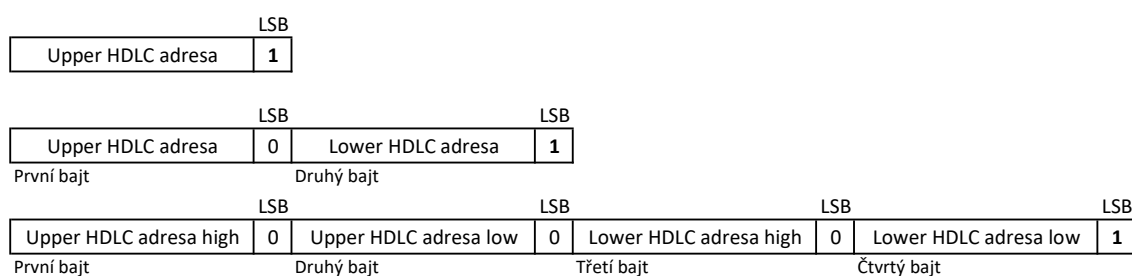 LSB
Upper HDLC adresa 1
LSB LSB
Upper HDLC adresa 0 Lower HDLC adresa 1
První bajt Druhý bajt
LSB LSB LSB LSB
Upper HDLC adresa high 0 Upper HDLC adresa low 0 Lower HDLC adresa high 0 Lower HDLC adresa low 1
První bajt Druhý bajt Třetí bajt Čtvrtý bajt